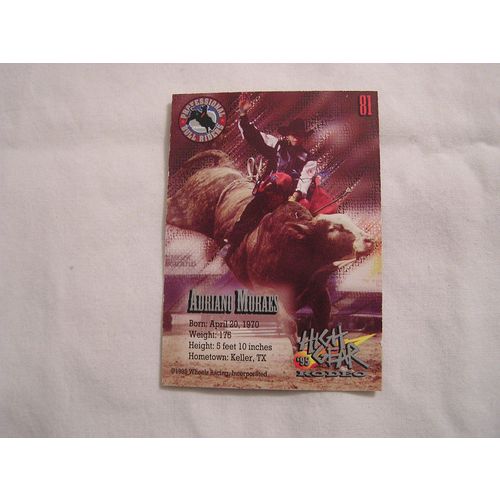 PROFESSIONAL
BULL RIDERS
81
ADRIANO MORAES
Born: April 20, 1970
Weight: 175
Height: 5 feet 10 inches
Hometown: Keller, TX
©1995 Wheels Racing, Incorporated
HIGH
GEAR
'95
RODEO